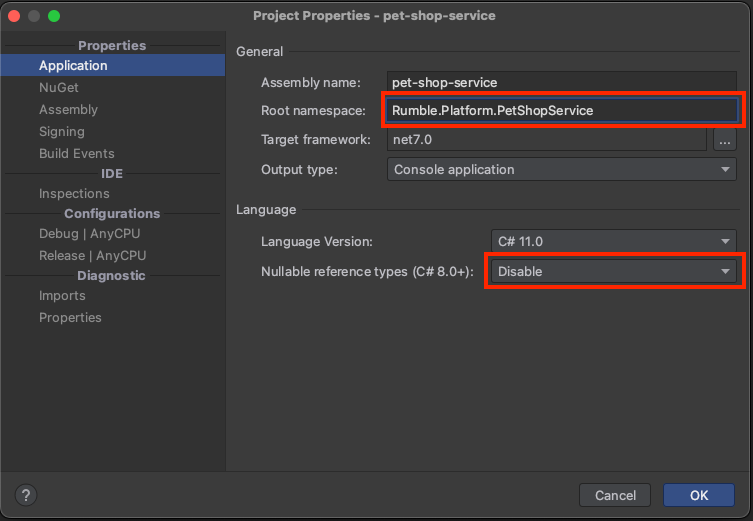 Project Properties - pet-shop-service
Properties
Application
NuGet
Assembly
Signing
Build Events
IDE
Inspections
Configurations
Debug | AnyCPU
Release | AnyCPU
Diagnostic
Imports
Properties
General
Assembly name: pet-shop-service
Root namespace: Rumble.Platform.PetShopService
Target framework: net7.0 ...
Output type: Console application
Language
Language Version: C# 11.0
Nullable reference types (C# 8.0+): Disable
? Cancel OK